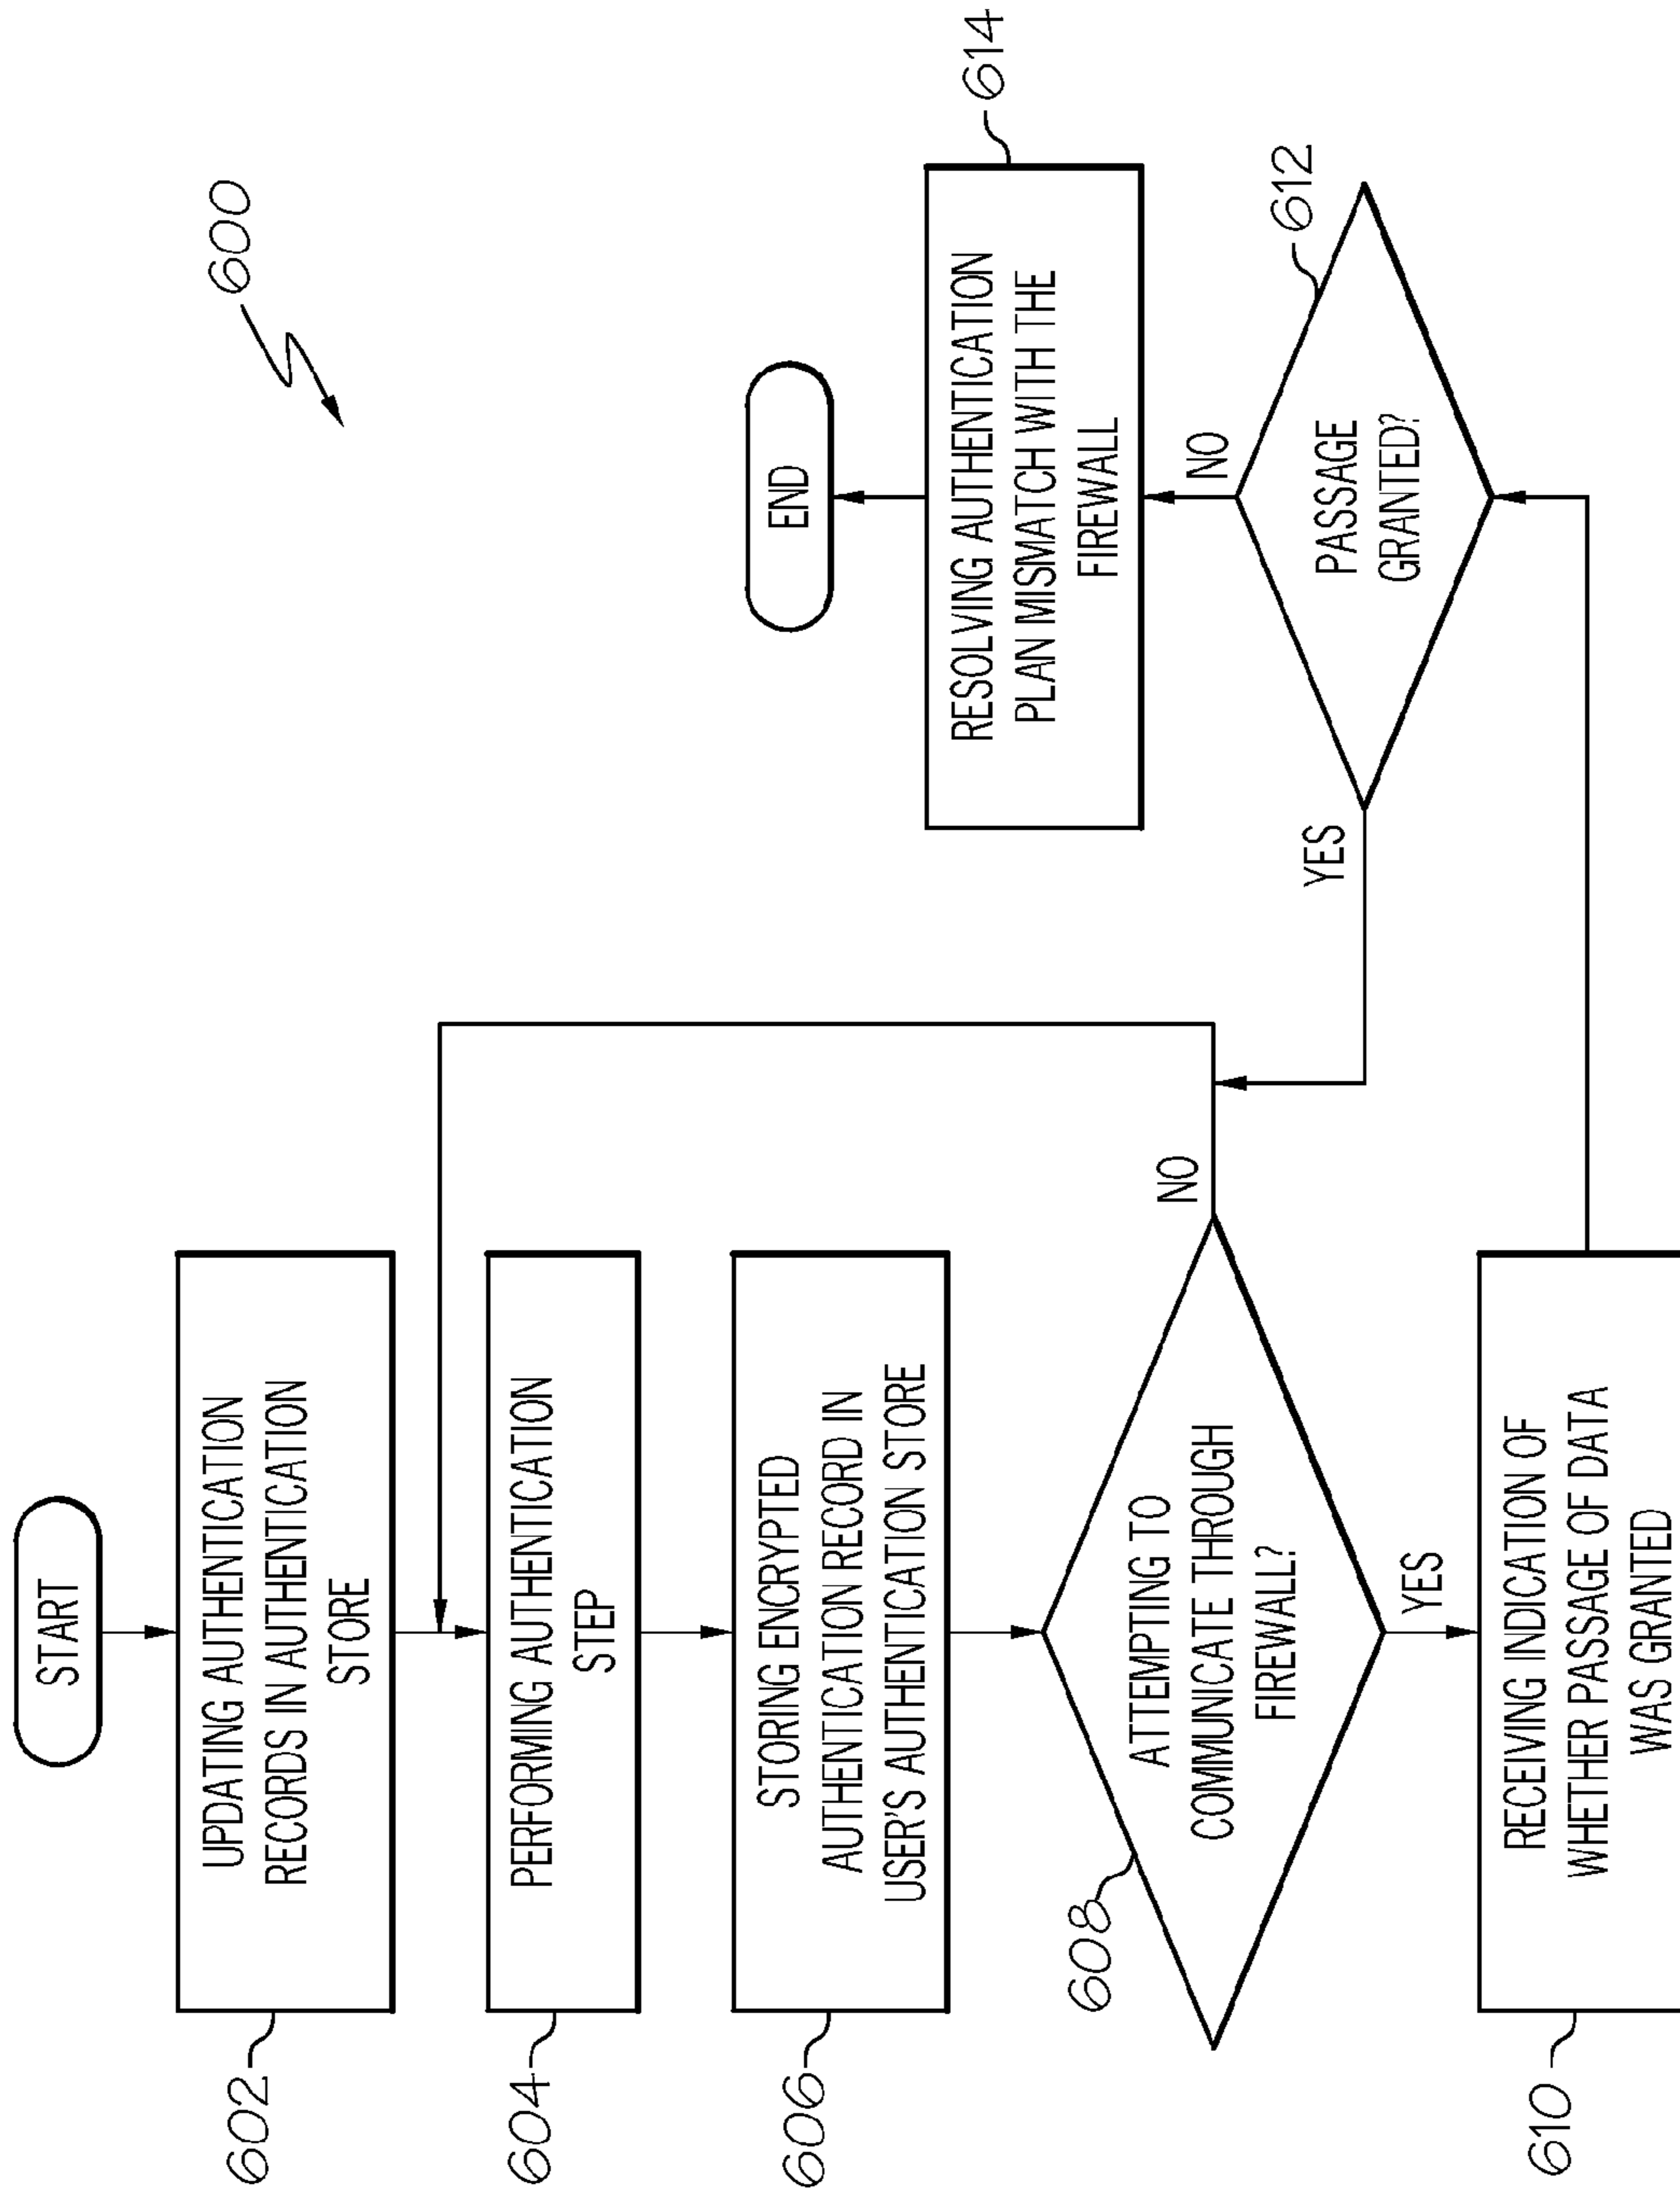 600
START
602
UPDATING AUTHENTICATION
RECORDS IN AUTHENTICATION
STORE
604
PERFORMING AUTHENTICATION
STEP
606
STORING ENCRYPTED
AUTHENTICATION RECORD IN
USER'S AUTHENTICATION STORE
608
ATTEMPTING TO
COMMUNICATE THROUGH
FIREWALL?
NO
YES
610
RECEIVING INDICATION OF
WHETHER PASSAGE OF DATA
WAS GRANTED
612
PASSAGE
GRANTED?
YES
NO
614
RESOLVING AUTHENTICATION
PLAN MISMATCH WITH THE
FIREWALL
END